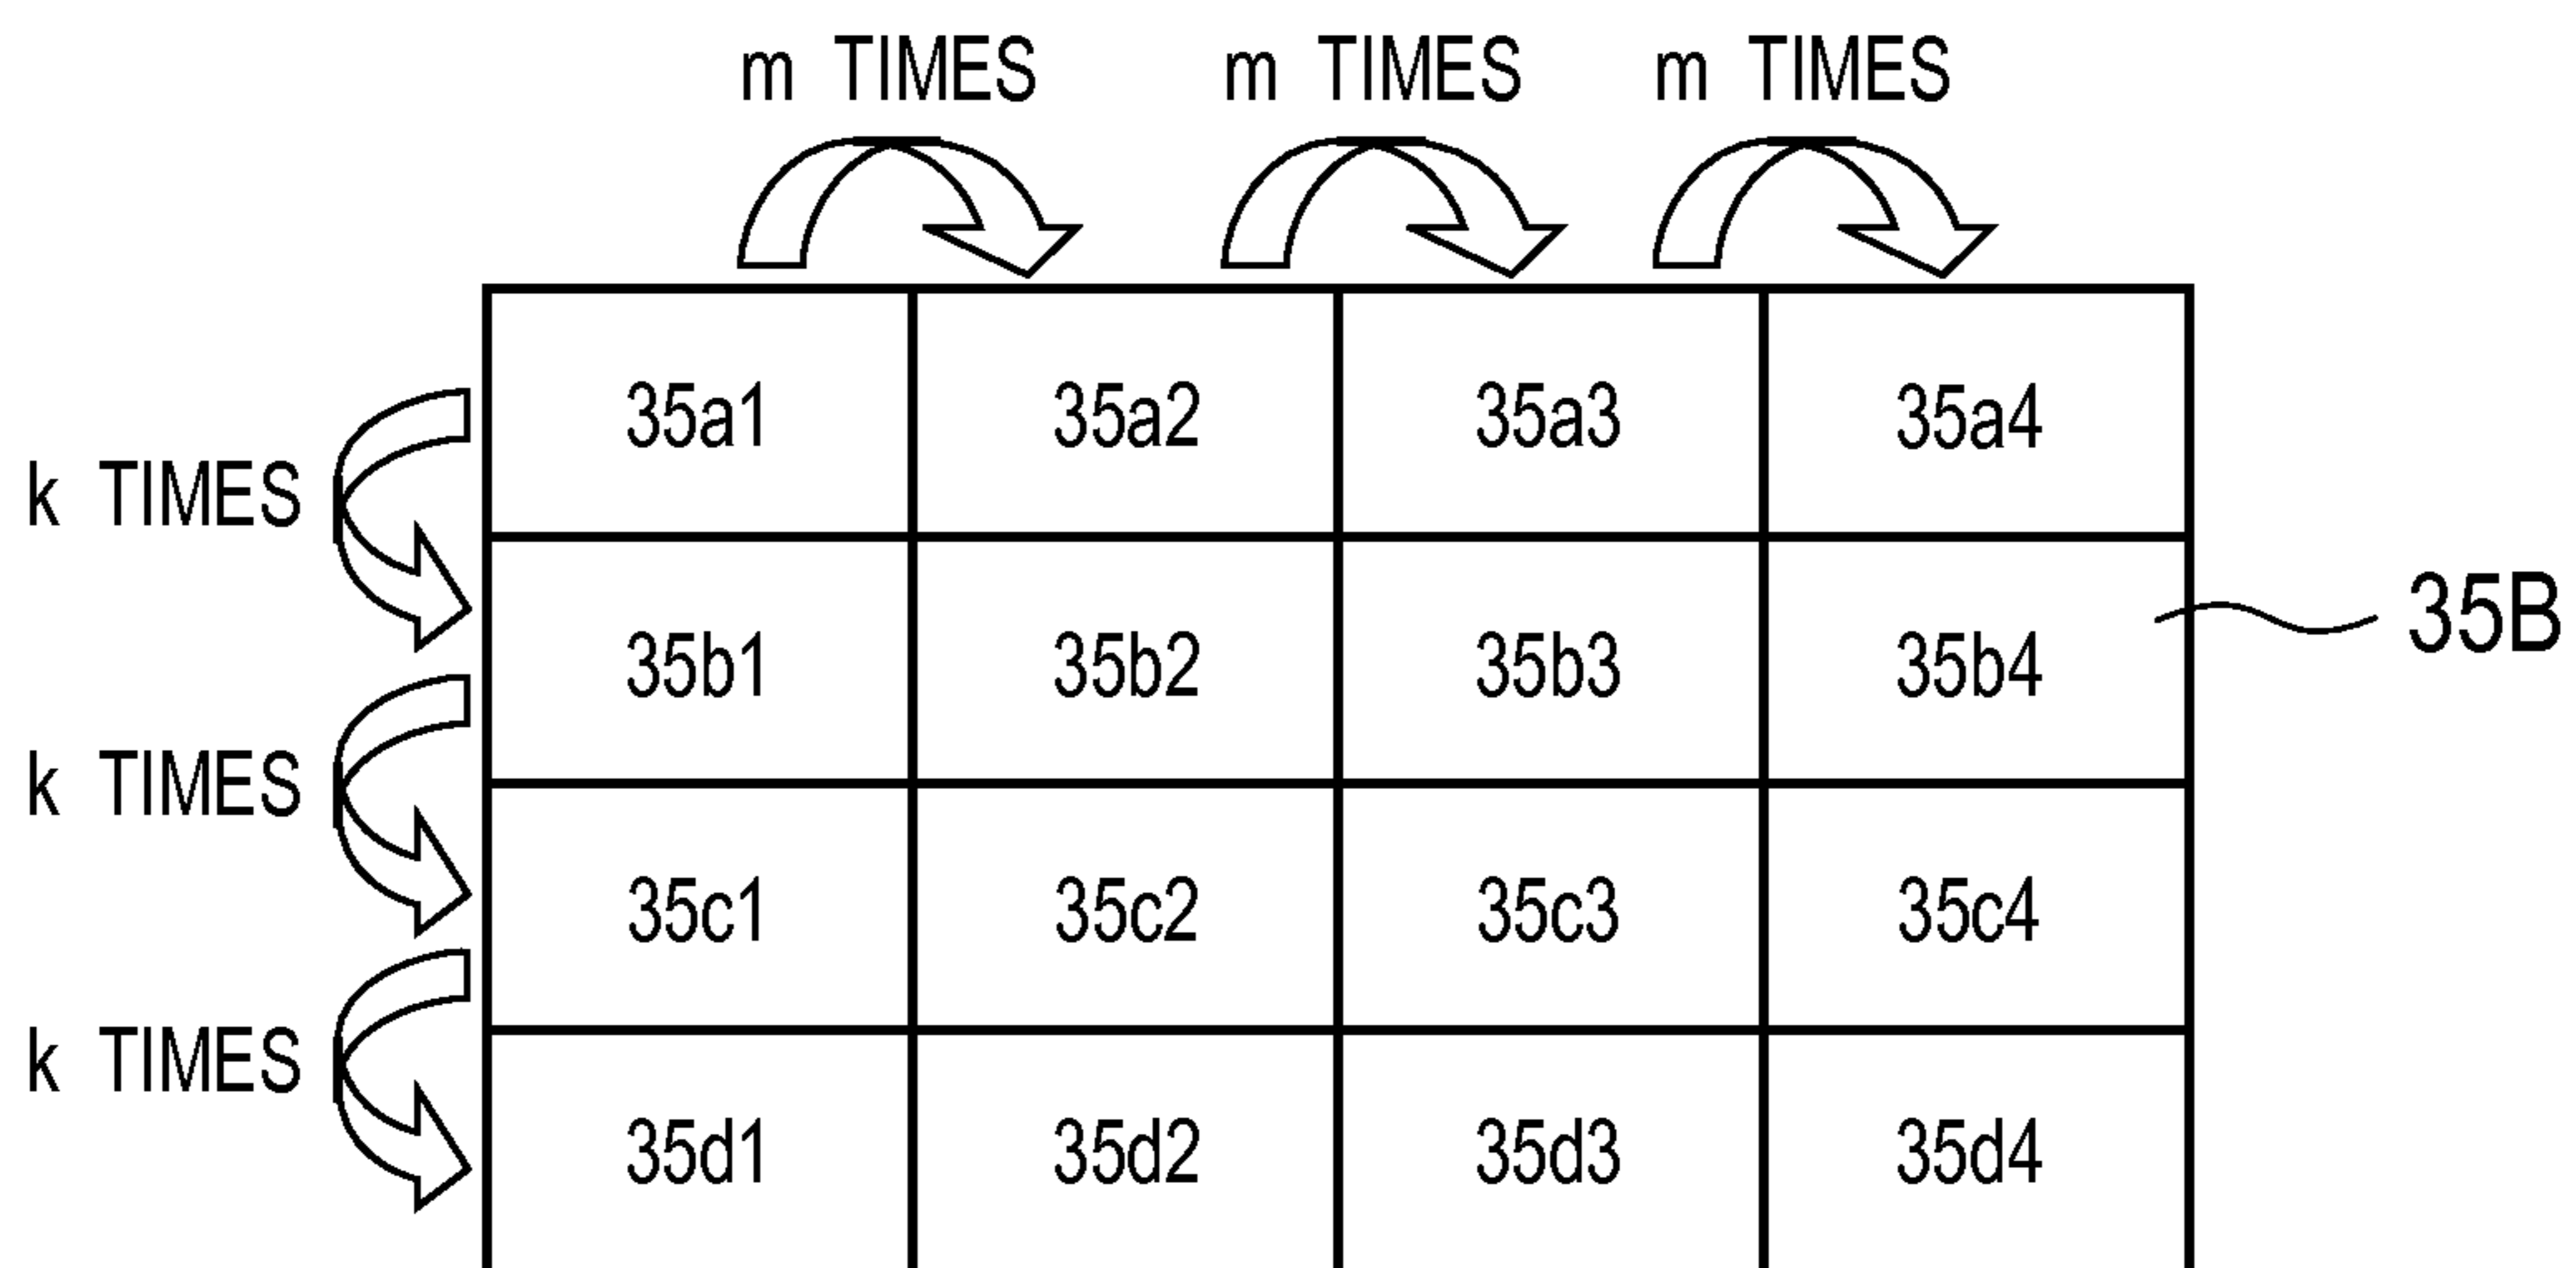 m TIMES m TIMES m TIMES
35a1 35a2 35a3 35a4
k TIMES
35b1 35b2 35b3 35b4 35B
k TIMES
35c1 35c2 35c3 35c4
k TIMES
35d1 35d2 35d3 35d4